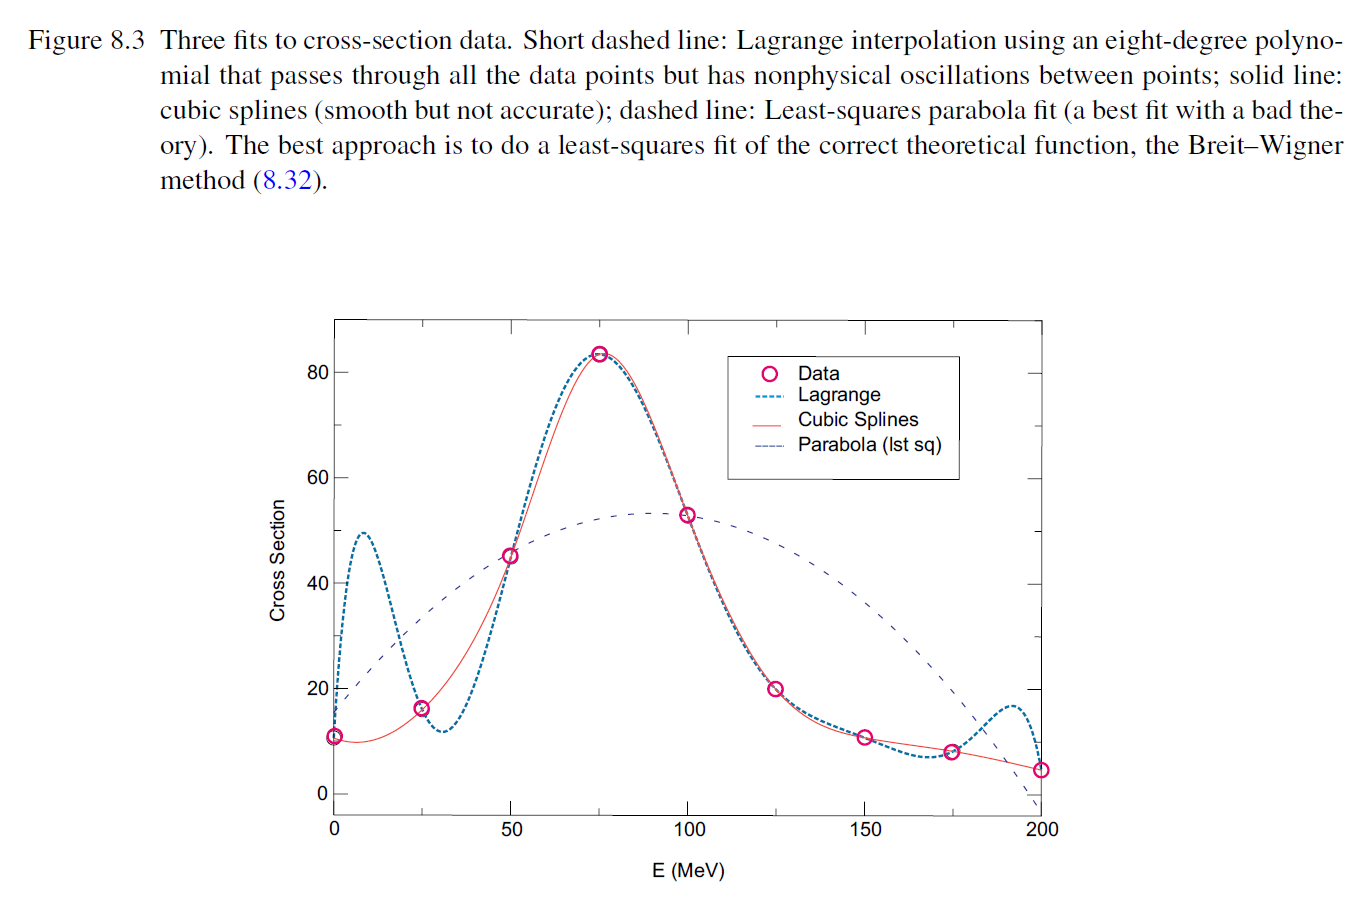 Figure 8.3 Three fits to cross-section data. Short dashed line: Lagrange interpolation using an eight-degree polyno-
mial that passes through all the data points but has nonphysical oscillations between points; solid line:
cubic splines (smooth but not accurate); dashed line: Least-squares parabola fit (a best fit with a bad the-
ory). The best approach is to do a least-squares fit of the correct theoretical function, the Breit–Wigner
method (8.32).
80
60
40
20
0
Cross Section
Data
Lagrange
Cubic Splines
Parabola (lst sq)
0 50 100 150 200
E (MeV)